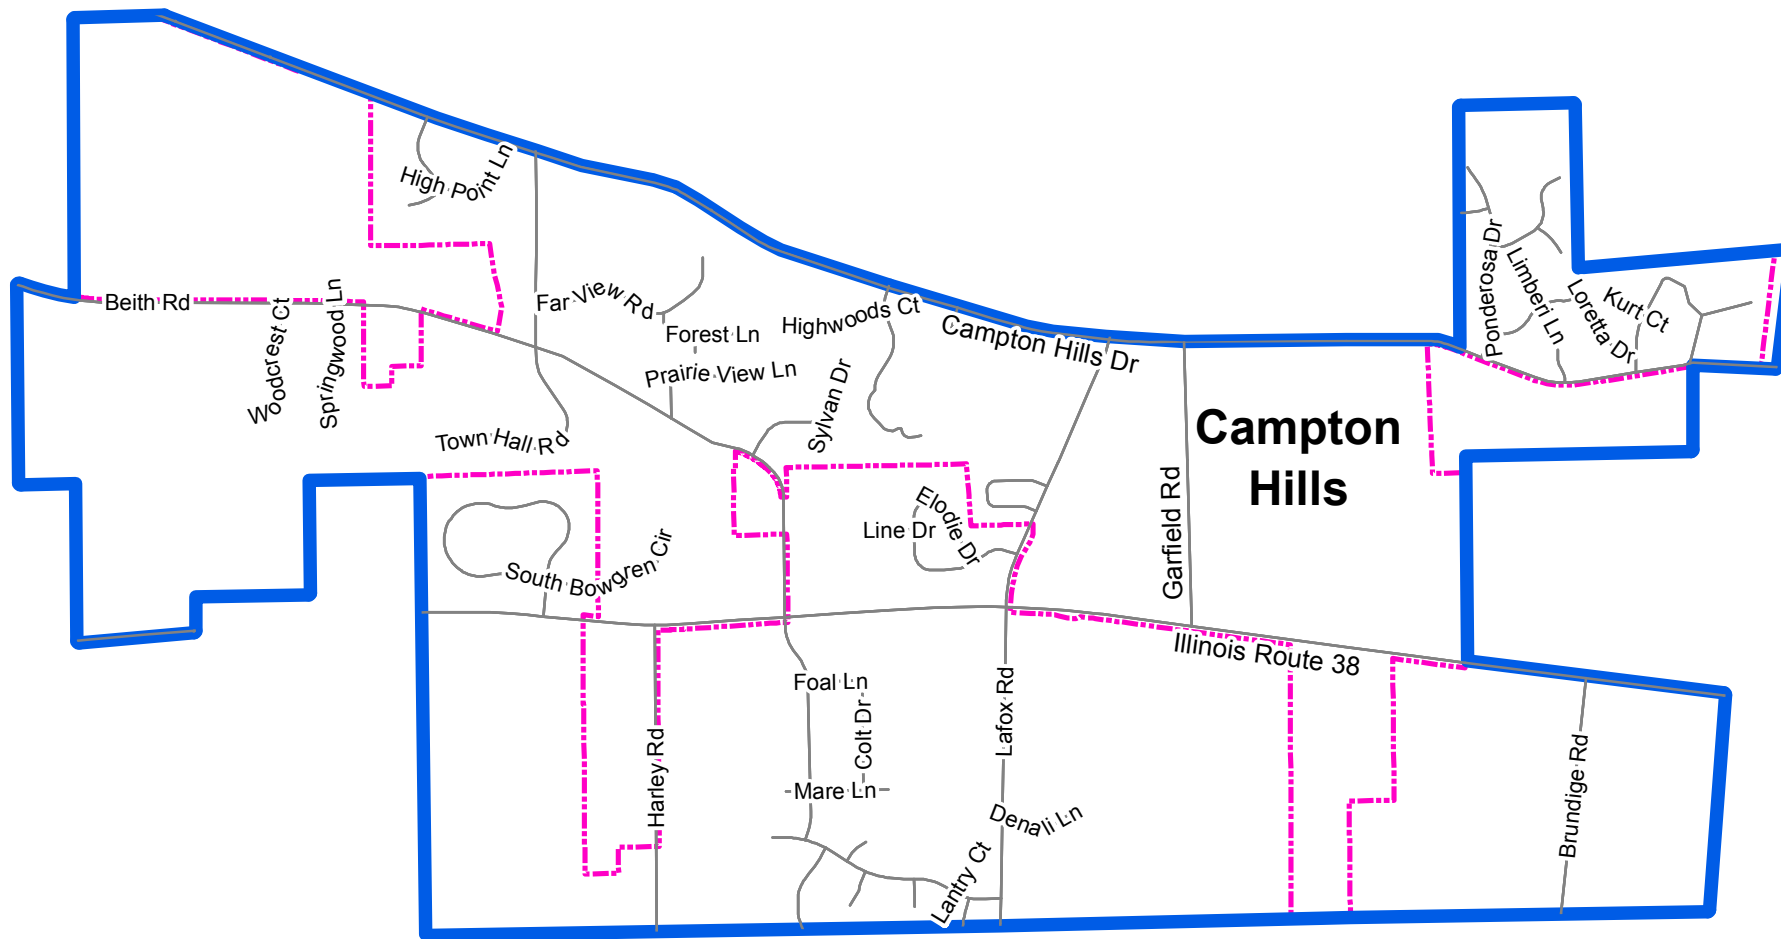 High Point Ln
Ponderosa Dr
Limberi Ln
Loretta Dr
Kurt Ct
Beith Rd
Woodcrest Ct
Springwood Ln
Far View Rd
Forest Ln
Highwoods Ct
Campton Hills Dr
Prairie View Ln
Sylvan Dr
Town Hall Rd
Campton
Hills
Elodie Dr
Line Dr
Garfield Rd
South Bowgren Cir
Illinois Route 38
Foal Ln
Colt Dr
Lafox Rd
Harley Rd
Mare Ln
Denali Ln
Brundige Rd
Lantry Ct